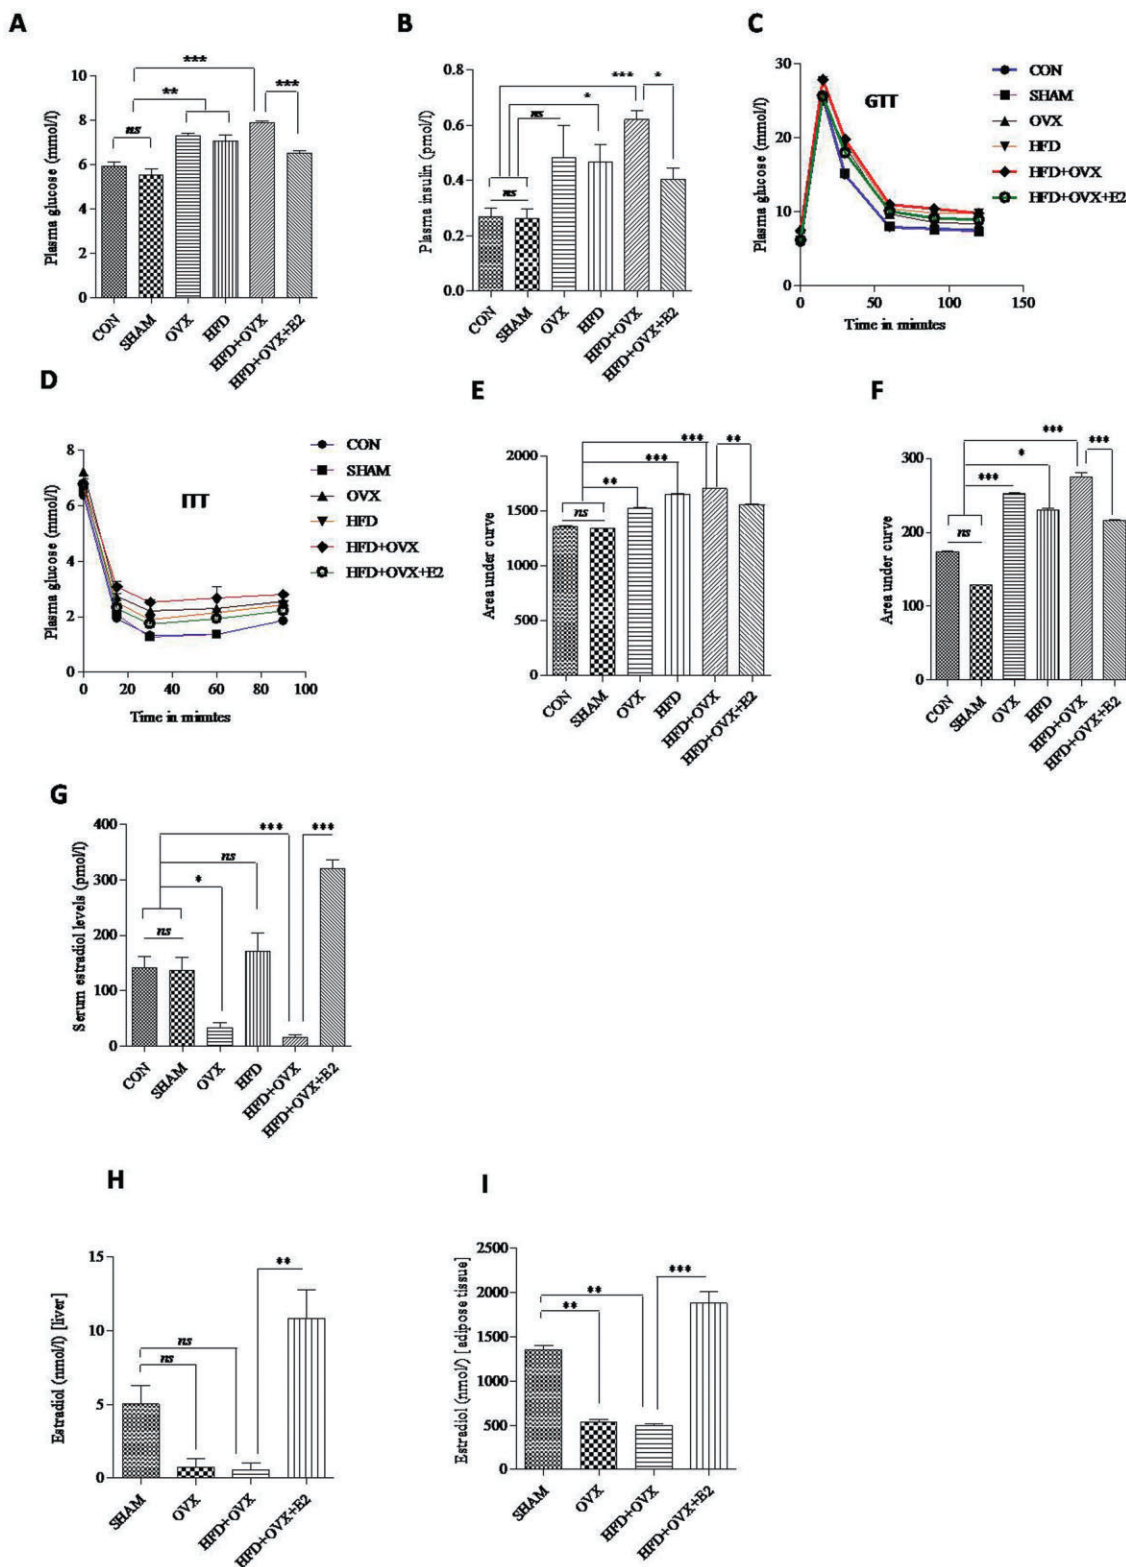 A
Plasma glucose (mmol/l)
10
8
6
4
2
0
ns
**
***
***
CON
SHAM
OVX
HFD
HFD+OVX
HFD+OVX+E2
B
Plasma insulin (pmol/l)
0.8
0.6
0.4
0.2
0.0
ns
ns
*
***
*
CON
SHAM
OVX
HFD
HFD+OVX
HFD+OVX+E2
C
Plasma glucose (mmol/l)
30
20
10
0
0
50
100
150
Time in minutes
GTT
CON
SHAM
OVX
HFD
HFD+OVX
HFD+OVX+E2
D
Plasma glucose (mmol/l)
8
6
4
2
0
0
20
40
60
80
100
Time in minutes
ITT
CON
SHAM
OVX
HFD
HFD+OVX
HFD+OVX+E2
E
Area under curve
2000
1500
1000
500
0
ns
**
***
***
**
CON
SHAM
OVX
HFD
HFD+OVX
HFD+OVX+E2
F
Area under curve
300
200
100
0
ns
***
*
***
***
CON
SHAM
OVX
HFD
HFD+OVX
HFD+OVX+E2
G
Serum estradiol levels (pmol/l)
400
300
200
100
0
ns
*
ns
***
***
CON
SHAM
OVX
HFD
HFD+OVX
HFD+OVX+E2
H
Estradiol (nmol/l) [liver]
15
10
5
0
ns
ns
**
SHAM
OVX
HFD+OVX
HFD+OVX+E2
I
Estradiol (nmol/) [adipose tissue]
2500
2000
1500
1000
500
0
**
**
***
SHAM
OVX
HFD+OVX
HFD+OVX+E2